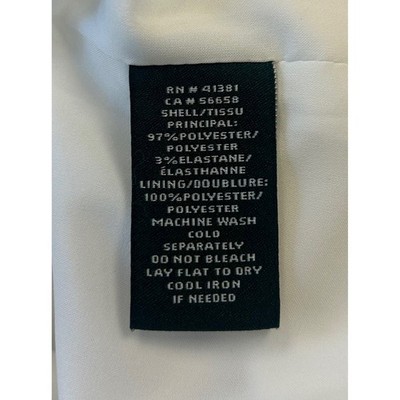 RN # 41381
CA # 56658
SHELL/TISSU
PRINCIPAL:
97%POLYESTER/
POLYESTER
3%ELASTANE/
ÉLASTHANNE
LINING/DOUBLURE:
100%POLYESTER/
POLYESTER
MACHINE WASH
COLD
SEPARATELY
DO NOT BLEACH
LAY FLAT TO DRY
COOL IRON
IF NEEDED